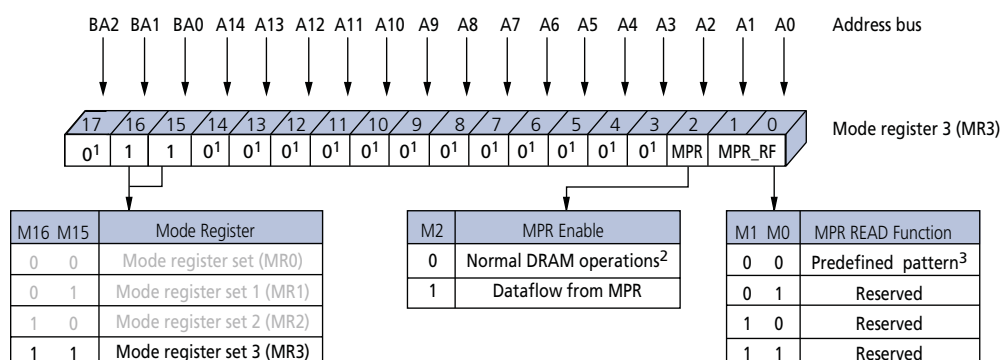 BA2 BA1 BA0 A14 A13 A12 A11 A10 A9 A8 A7 A6 A5 A4 A3 A2 A1 A0 Address bus
17 16 15 14 13 12 11 10 9 8 7 6 5 4 3 2 1 0 Mode register 3 (MR3)
0¹ 1 1 0¹ 0¹ 0¹ 0¹ 0¹ 0¹ 0¹ 0¹ 0¹ 0¹ 0¹ 0¹ MPR MPR_RF
M16 M15 Mode Register
0 0 Mode register set (MR0)
0 1 Mode register set 1 (MR1)
1 0 Mode register set 2 (MR2)
1 1 Mode register set 3 (MR3)
M2 MPR Enable
0 Normal DRAM operations²
1 Dataflow from MPR
M1 M0 MPR READ Function
0 0 Predefined pattern³
0 1 Reserved
1 0 Reserved
1 1 Reserved